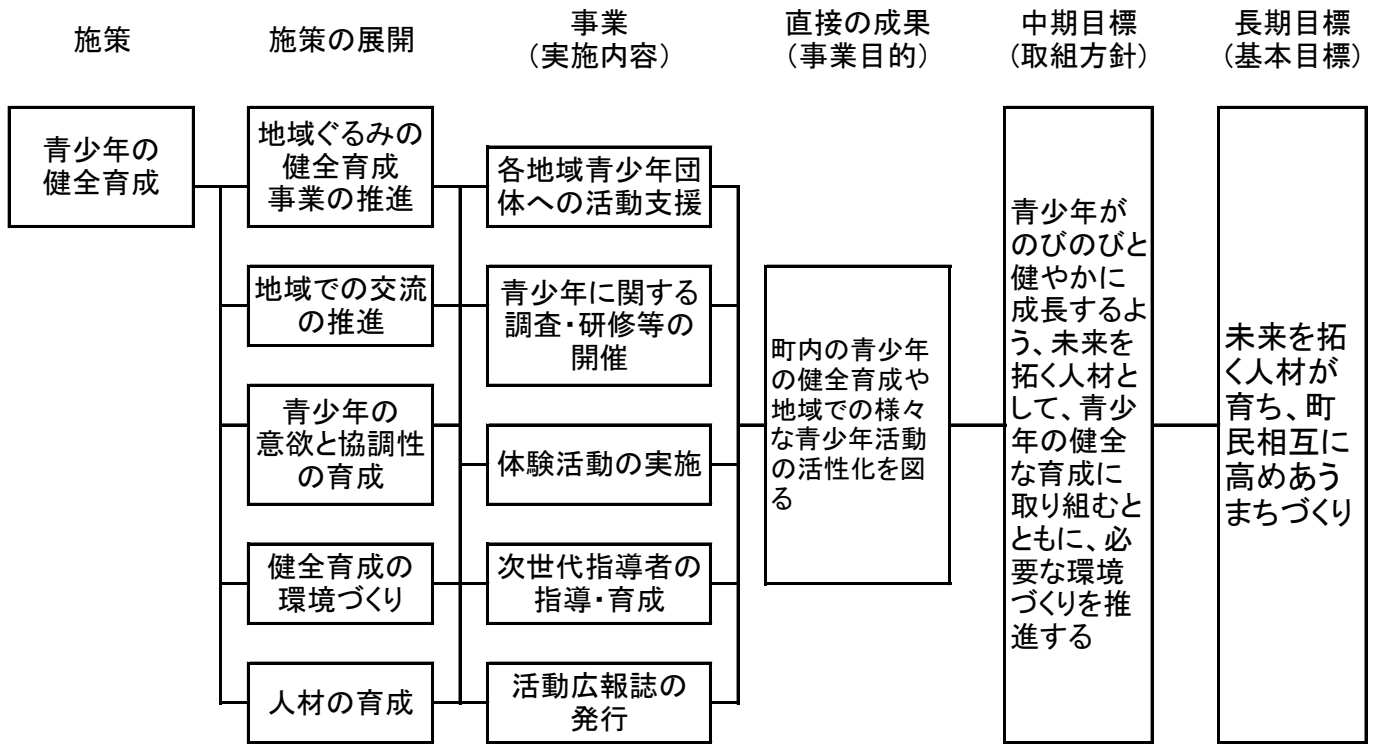 施策
施策の展開
事業
（実施内容）
直接の成果
（事業目的）
中期目標
（取組方針）
長期目標
（基本目標）
青少年の
健全育成
地域ぐるみの
健全育成
事業の推進
地域での交流
の推進
青少年の
意欲と協調性
の育成
健全育成の
環境づくり
人材の育成
各地域青少年団
体への活動支援
青少年に関する
調査・研修等の
開催
体験活動の実施
次世代指導者の
指導・育成
活動広報誌の
発行
町内の青少年
の健全育成や
地域での様々
な青少年活動
の活性化を図
る
青少年が
のびのびと
健やかに
成長するよ
う、未来を
拓く人材と
して、青少
年の健全
な育成に
取り組むと
ともに、必
要な環境
づくりを推
進する
未来を拓
く人材が
育ち、町
民相互に
高めあう
まちづくり